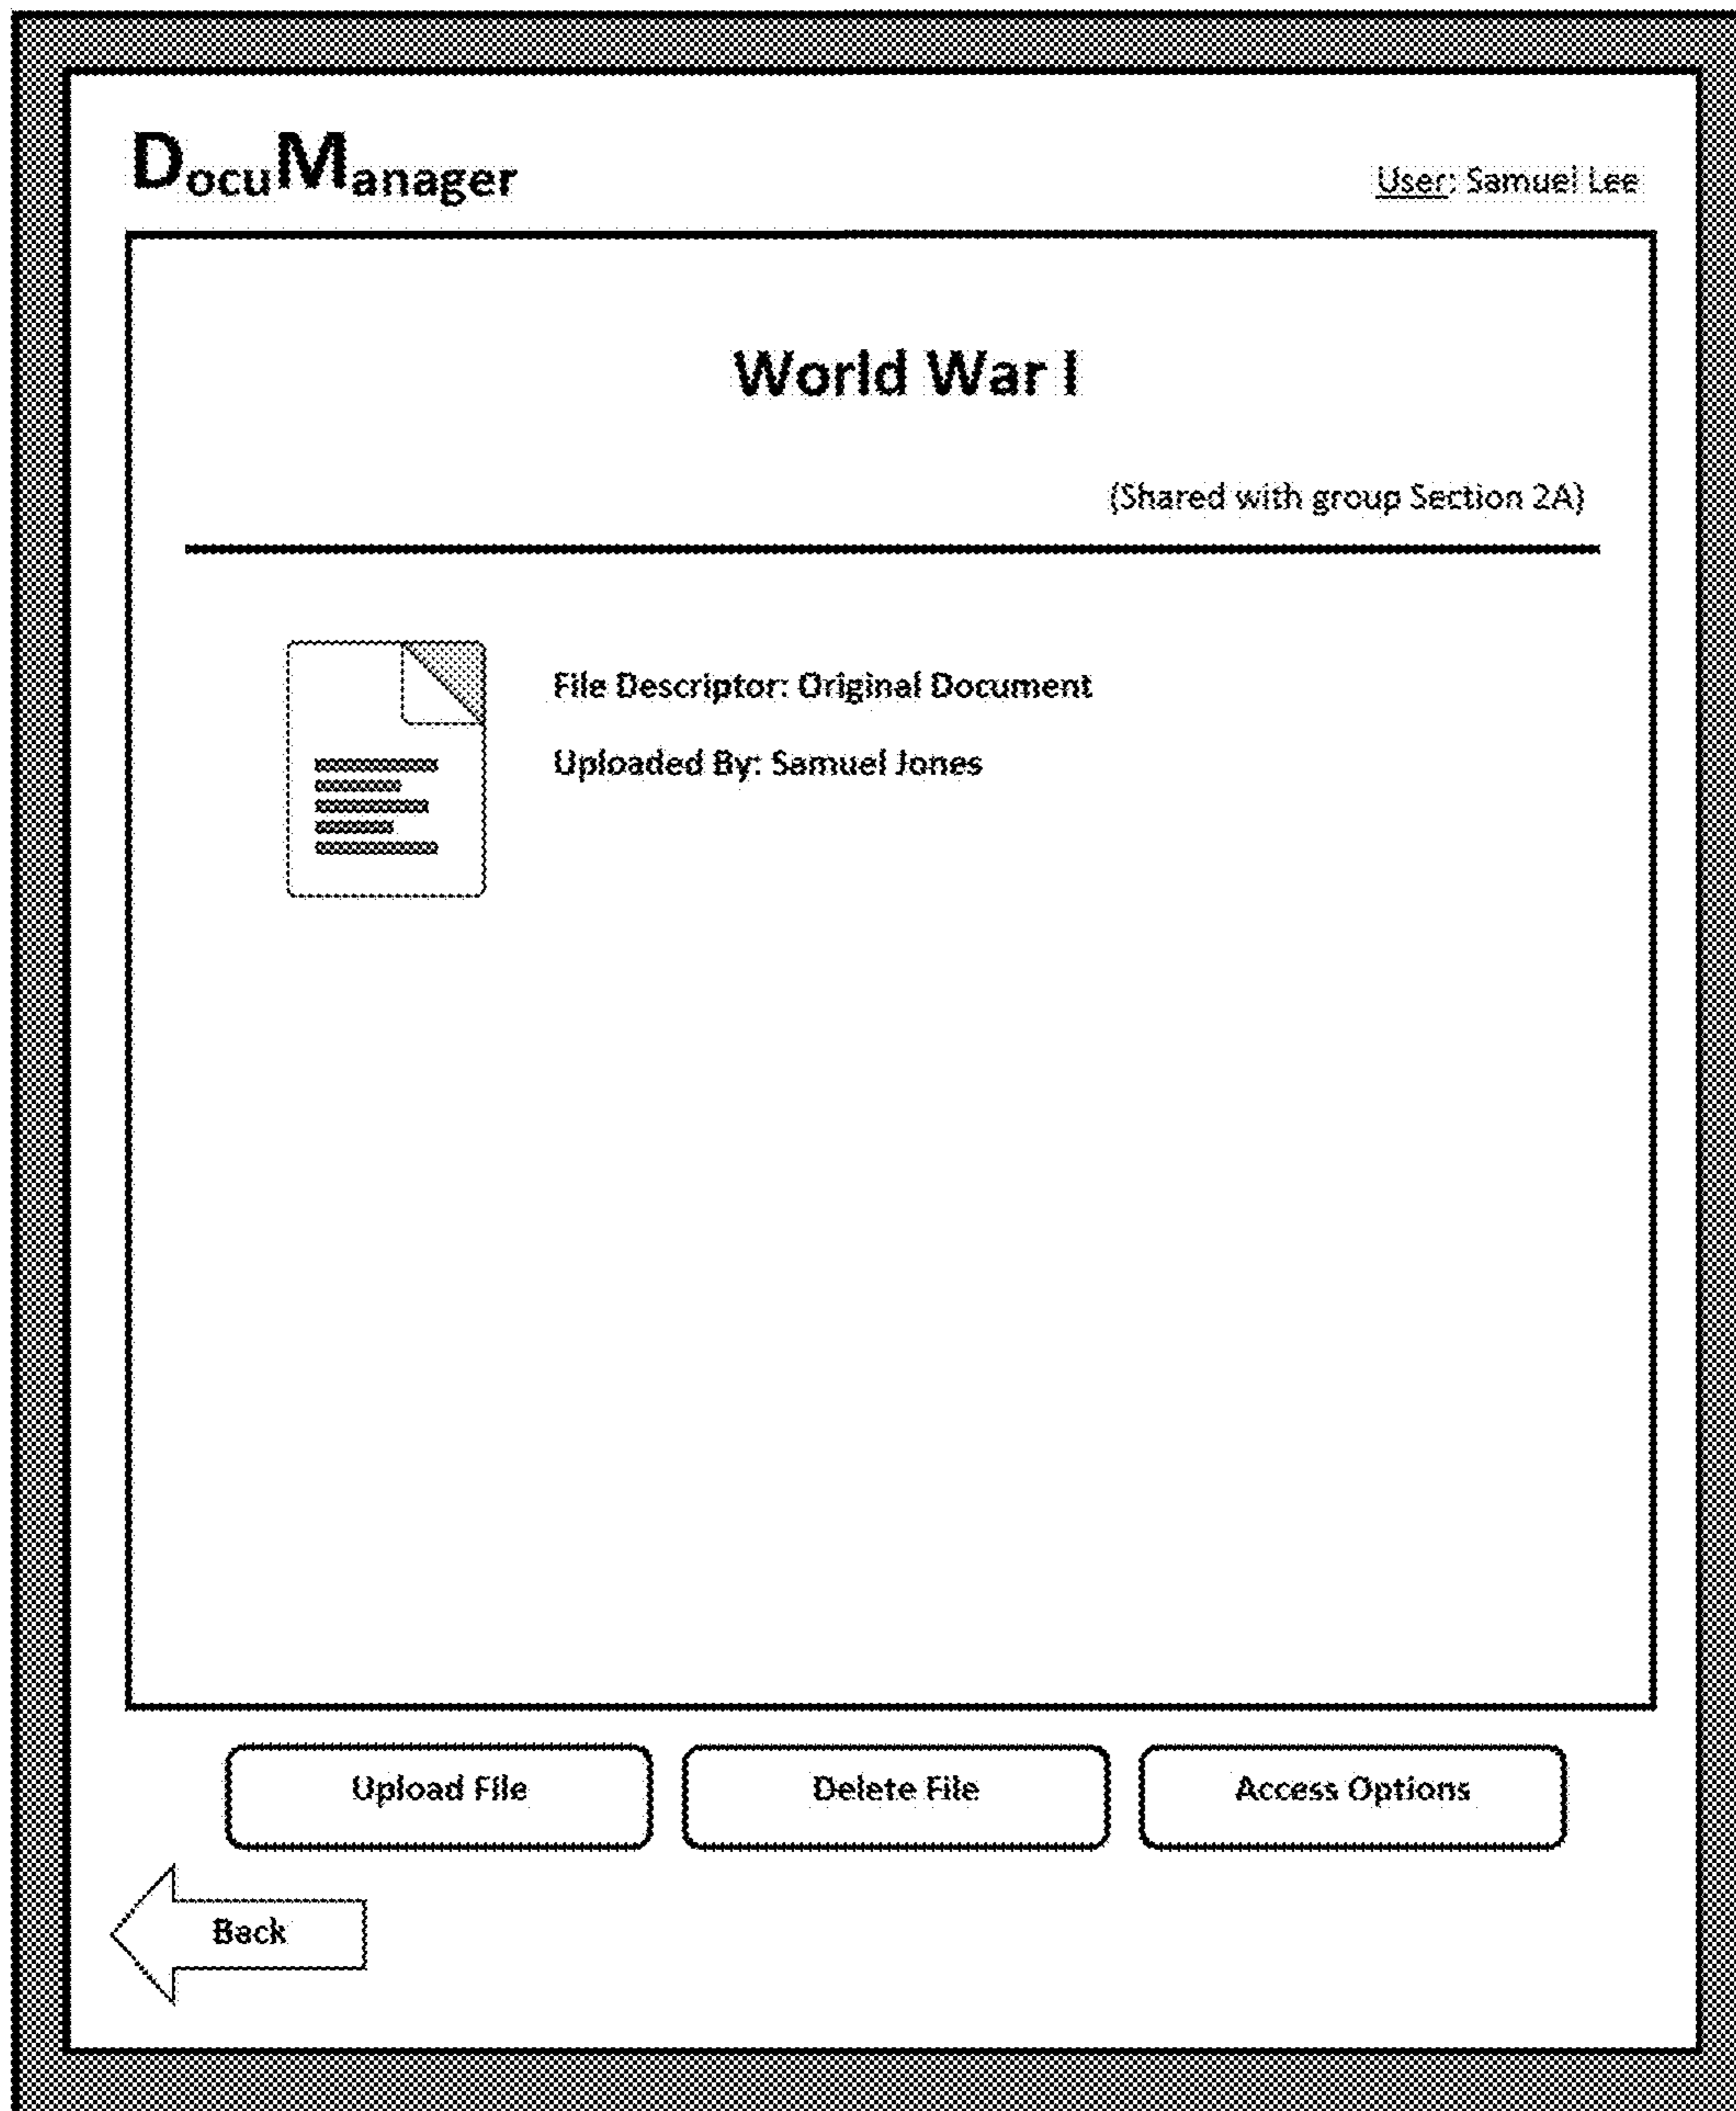 DocuManager
User: Samuel Lee
World War I
(Shared with group Section 2A)
File Descriptor: Original Document
Uploaded By: Samuel Jones
Upload File
Delete File
Access Options
Back